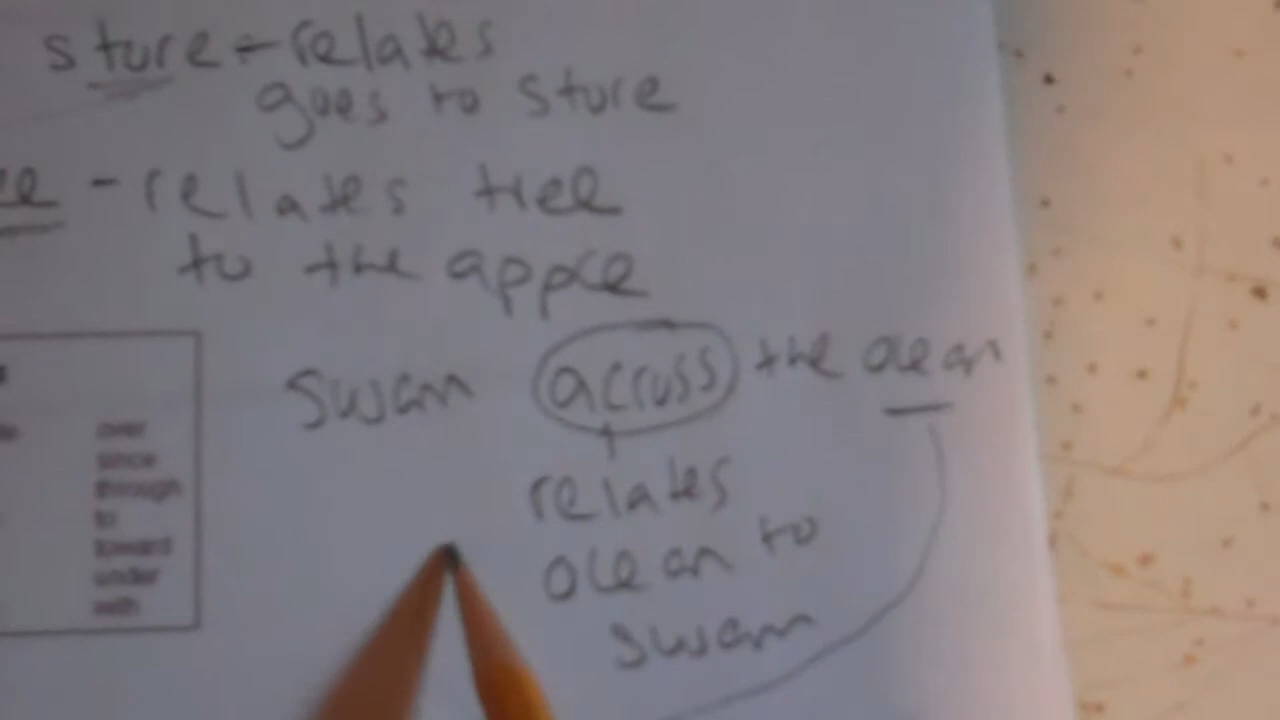 store - relates
goes to store
- relates tree
to the apple
swam across the ocean
relates
ocean to
swam
over
since
through
to
toward
under
with